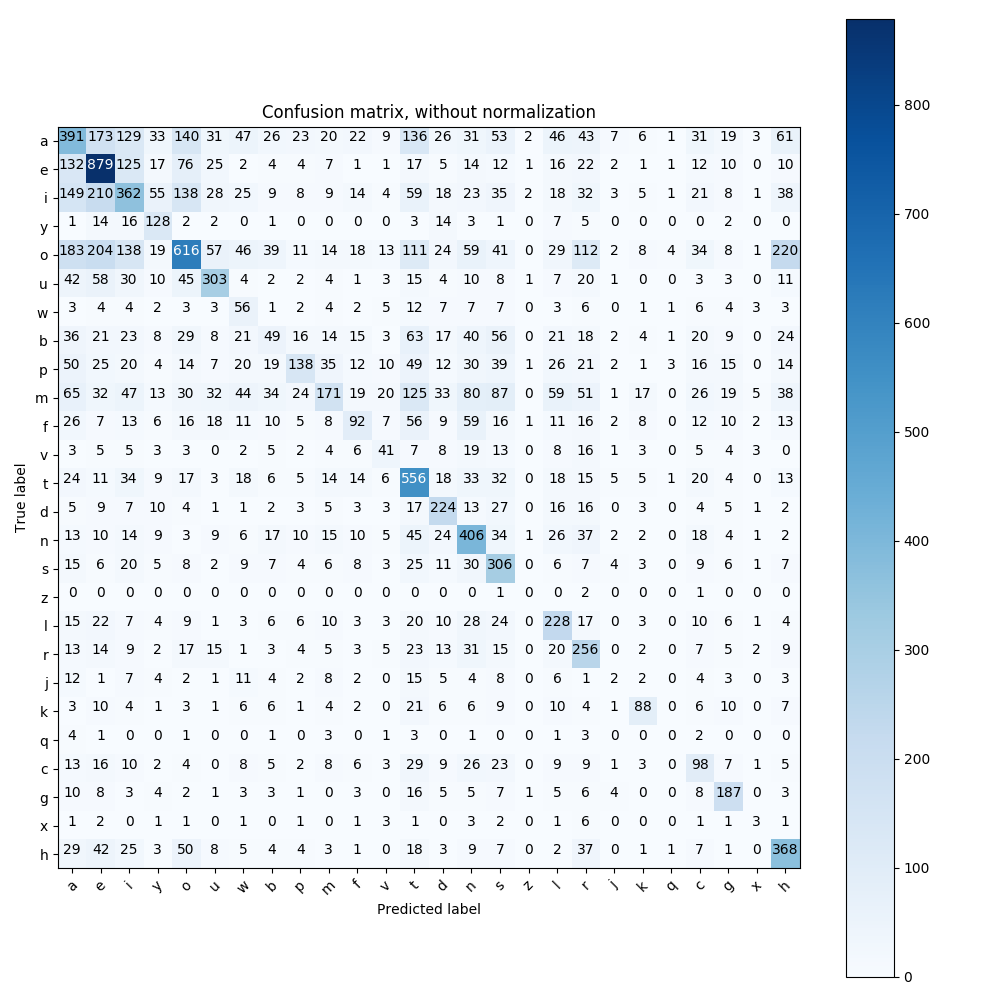 Confusion matrix, without normalization
a 391 173 129 33 140 31 47 26 23 20 22 9 136 26 31 53 2 46 43 7 6 1 31 19 3 61
e 132 879 125 17 76 25 2 4 4 7 1 1 17 5 14 12 1 16 22 2 1 1 12 10 0 10
i 149 210 362 55 138 28 25 9 8 9 14 4 59 18 23 35 2 18 32 3 5 1 21 8 1 38
y 1 14 16 128 2 2 0 1 0 0 0 0 3 14 3 1 0 7 5 0 0 0 0 2 0 0
o 183 204 138 19 616 57 46 39 11 14 18 13 111 24 59 41 0 29 112 2 8 4 34 8 1 220
u 42 58 30 10 45 303 4 2 2 4 1 3 15 4 10 8 1 7 20 1 0 0 3 3 0 11
w 3 4 4 2 3 3 56 1 2 4 2 5 12 7 7 7 0 3 6 0 1 1 6 4 3 3
b 36 21 23 8 29 8 21 49 16 14 15 3 63 17 40 56 0 21 18 2 4 1 20 9 0 24
p 50 25 20 4 14 7 20 19 138 35 12 10 49 12 30 39 1 26 21 2 1 3 16 15 0 14
m 65 32 47 13 30 32 44 34 24 171 19 20 125 33 80 87 0 59 51 1 17 0 26 19 5 38
f 26 7 13 6 16 18 11 10 5 8 92 7 56 9 59 16 1 11 16 2 8 0 12 10 2 13
v 3 5 5 3 3 0 2 5 2 4 6 41 7 8 19 13 0 8 16 1 3 0 5 4 3 0
t 24 11 34 9 17 3 18 6 5 14 14 6 556 18 33 32 0 18 15 5 5 1 20 4 0 13
d 5 9 7 10 4 1 1 2 3 5 3 3 17 224 13 27 0 16 16 0 3 0 4 5 1 2
n 13 10 14 9 3 9 6 17 10 15 10 5 45 24 406 34 1 26 37 2 2 0 18 4 1 2
s 15 6 20 5 8 2 9 7 4 6 8 3 25 11 30 306 0 6 7 4 3 0 9 6 1 7
z 0 0 0 0 0 0 0 0 0 0 0 0 0 0 0 1 0 0 2 0 0 0 1 0 0 0
l 15 22 7 4 9 1 3 6 6 10 3 3 20 10 28 24 0 228 17 0 3 0 10 6 1 4
r 13 14 9 2 17 15 1 3 4 5 3 5 23 13 31 15 0 20 256 0 2 0 7 5 2 9
j 12 1 7 4 2 1 11 4 2 8 2 0 15 5 4 8 0 6 1 2 2 0 4 3 0 3
k 3 10 4 1 3 1 6 6 1 4 2 0 21 6 6 9 0 10 4 1 88 0 6 10 0 7
q 4 1 0 0 1 0 0 1 0 3 0 1 3 0 1 0 0 1 3 0 0 0 2 0 0 0
c 13 16 10 2 4 0 8 5 2 8 6 3 29 9 26 23 0 9 9 1 3 0 98 7 1 5
g 10 8 3 4 2 1 3 3 1 0 3 0 16 5 5 7 1 5 6 4 0 0 8 187 0 3
x 1 2 0 1 1 0 1 0 1 0 1 3 1 0 3 2 0 1 6 0 0 0 1 1 3 1
h 29 42 25 3 50 8 5 4 4 3 1 0 18 3 9 7 0 2 37 0 1 1 7 1 0 368
a e i y o u w b p m f v t d n s z l r j k q c g x h
Predicted label
True label
800
700
600
500
400
300
200
100
0